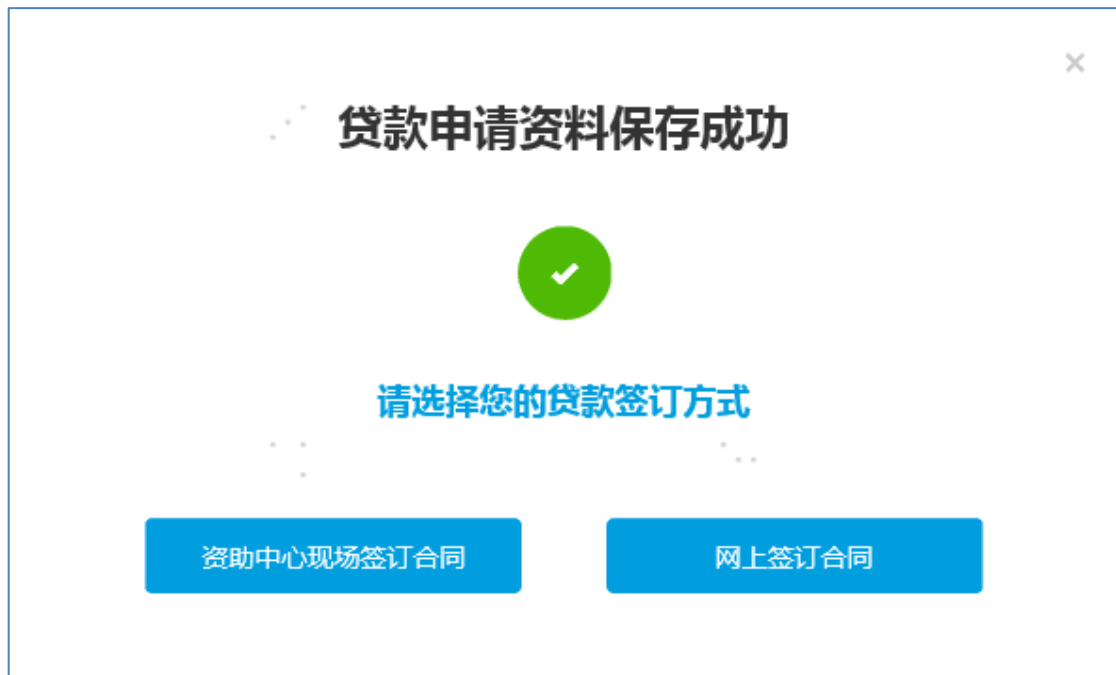 贷款申请资料保存成功
请选择您的贷款签订方式
资助中心现场签订合同
网上签订合同